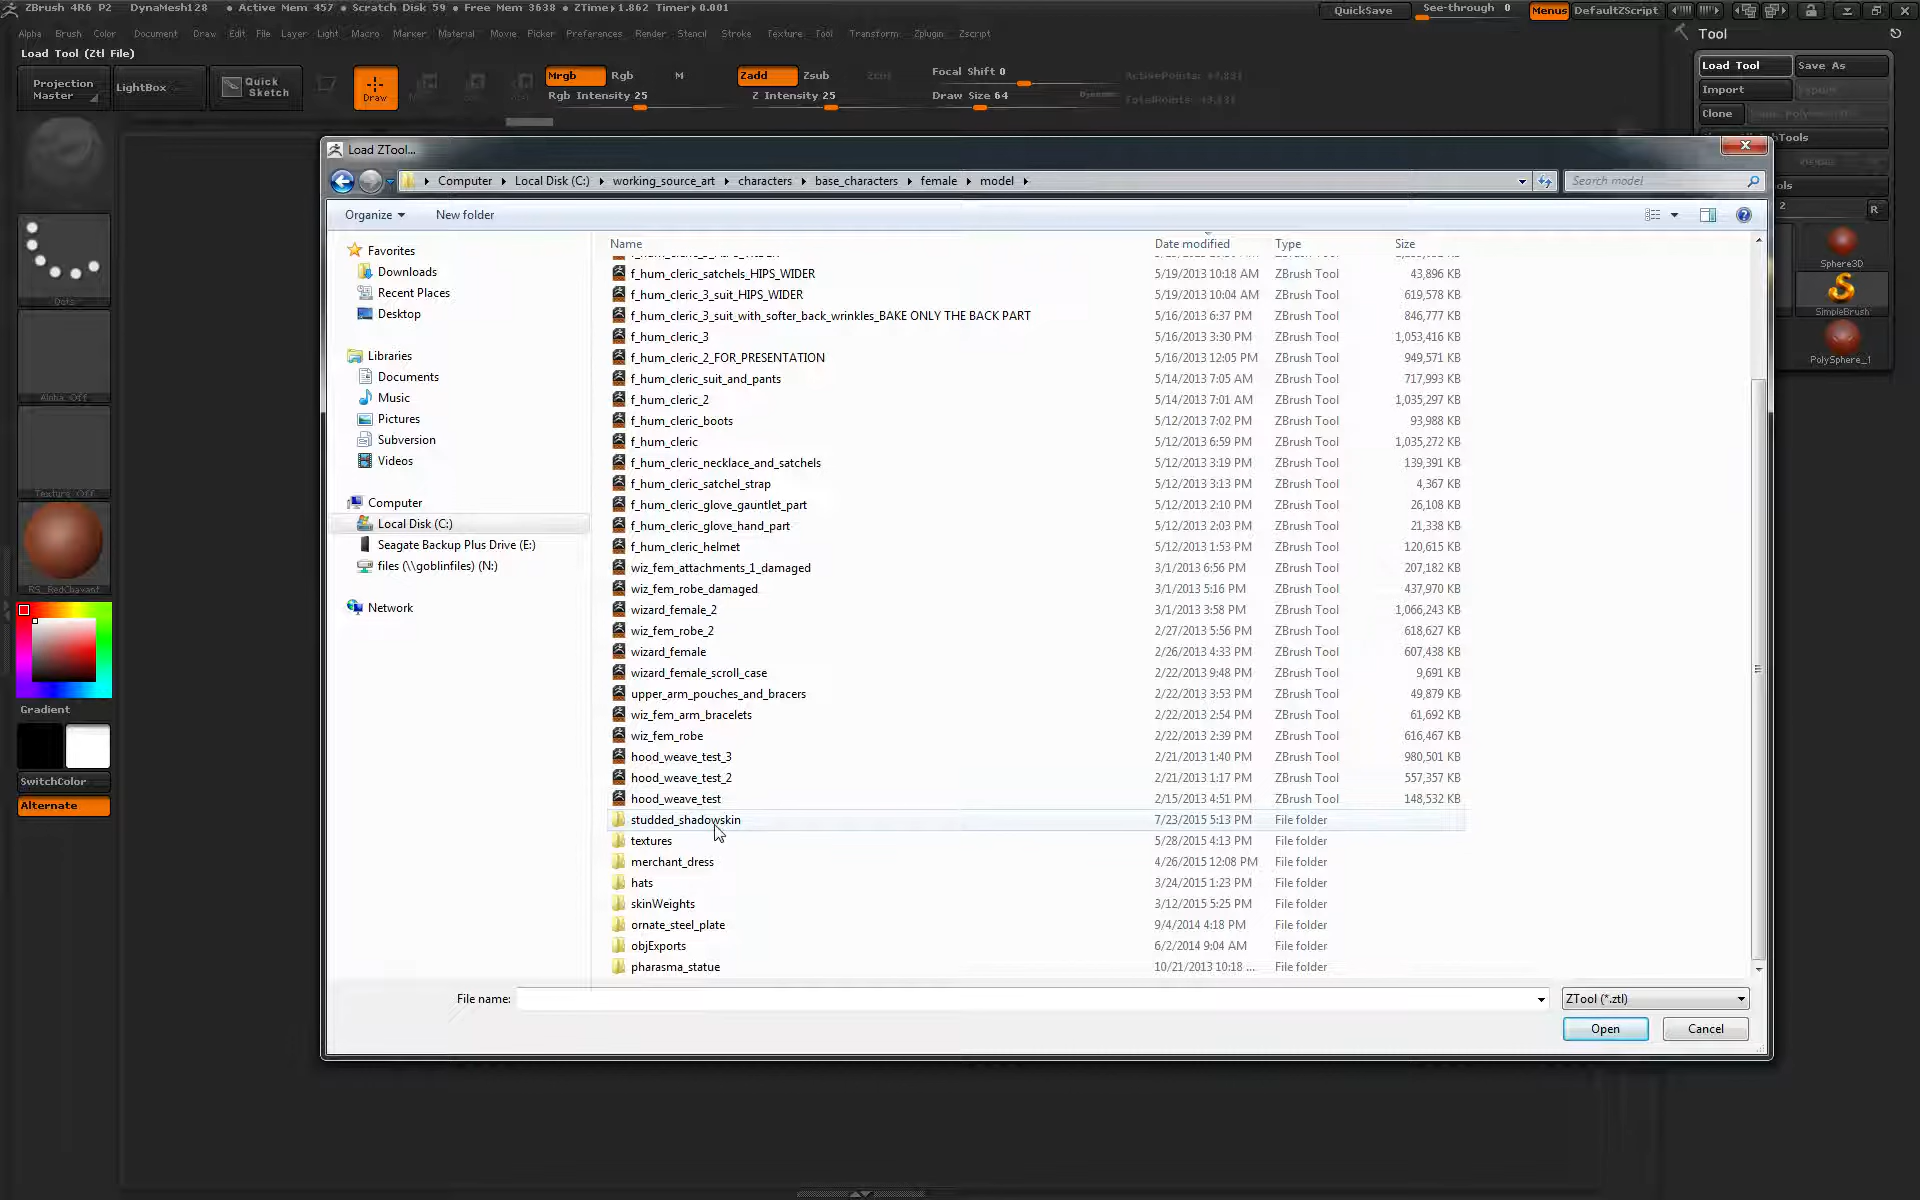 ZBrush 4R6 P2 DynaMesh128 • Active Mem 457 • Scratch Disk 59 • Free Mem 3638 • ZTime▸1.862 Timer▸0.001
QuickSave See-through 0 Menus DefaultZScript
Alpha Brush Color Document Draw Edit File Layer Light Macro Marker Material Movie Picker Preferences Render Stencil Stroke Texture Tool Transform Zplugin Zscript
Tool
Load Tool (Ztl File)
Load Tool Save As
Import
Clone
Projection
Master
LightBox
Quick
Sketch
Draw
Mrgb Rgb M
Rgb Intensity 25
Zadd Zsub
Z Intensity 25
Focal Shift 0
Draw Size 64
Load ZTool...
Computer Local Disk (C:) working_source_art characters base_characters female model
Search model
Organize New folder
Name Date modified Type Size
f_hum_cleric_satchels_HIPS_WIDER 5/19/2013 10:18 AM ZBrush Tool 43,896 KB
f_hum_cleric_3_suit_HIPS_WIDER 5/19/2013 10:04 AM ZBrush Tool 619,578 KB
f_hum_cleric_3_suit_with_softer_back_wrinkles_BAKE ONLY THE BACK PART 5/16/2013 6:37 PM ZBrush Tool 846,777 KB
f_hum_cleric_3 5/16/2013 3:30 PM ZBrush Tool 1,053,416 KB
f_hum_cleric_2_FOR_PRESENTATION 5/16/2013 12:05 PM ZBrush Tool 949,571 KB
f_hum_cleric_suit_and_pants 5/14/2013 7:05 AM ZBrush Tool 717,993 KB
f_hum_cleric_2 5/14/2013 7:01 AM ZBrush Tool 1,035,297 KB
f_hum_cleric_boots 5/12/2013 7:02 PM ZBrush Tool 93,988 KB
f_hum_cleric 5/12/2013 6:59 PM ZBrush Tool 1,035,272 KB
f_hum_cleric_necklace_and_satchels 5/12/2013 3:19 PM ZBrush Tool 139,391 KB
f_hum_cleric_satchel_strap 5/12/2013 3:13 PM ZBrush Tool 4,367 KB
f_hum_cleric_glove_gauntlet_part 5/12/2013 2:10 PM ZBrush Tool 26,108 KB
f_hum_cleric_glove_hand_part 5/12/2013 2:03 PM ZBrush Tool 21,338 KB
f_hum_cleric_helmet 5/12/2013 1:53 PM ZBrush Tool 120,615 KB
wiz_fem_attachments_1_damaged 3/1/2013 6:56 PM ZBrush Tool 207,182 KB
wiz_fem_robe_damaged 3/1/2013 5:16 PM ZBrush Tool 437,970 KB
wizard_female_2 3/1/2013 3:58 PM ZBrush Tool 1,066,243 KB
wiz_fem_robe_2 2/27/2013 5:56 PM ZBrush Tool 618,627 KB
wizard_female 2/26/2013 4:33 PM ZBrush Tool 607,438 KB
wizard_female_scroll_case 2/22/2013 9:48 PM ZBrush Tool 9,691 KB
upper_arm_pouches_and_bracers 2/22/2013 3:53 PM ZBrush Tool 49,879 KB
wiz_fem_arm_bracelets 2/22/2013 2:54 PM ZBrush Tool 61,692 KB
wiz_fem_robe 2/22/2013 2:39 PM ZBrush Tool 616,467 KB
hood_weave_test_3 2/21/2013 1:40 PM ZBrush Tool 980,501 KB
hood_weave_test_2 2/21/2013 1:17 PM ZBrush Tool 557,357 KB
hood_weave_test 2/15/2013 4:51 PM ZBrush Tool 148,532 KB
studded_shadowskin 7/23/2015 5:13 PM File folder
textures 5/28/2015 4:13 PM File folder
merchant_dress 4/26/2015 12:08 PM File folder
hats 3/24/2015 1:23 PM File folder
skinWeights 3/12/2015 5:25 PM File folder
ornate_steel_plate 9/4/2014 4:18 PM File folder
objExports 6/2/2014 9:04 AM File folder
pharasma_statue 10/21/2013 10:18 ... File folder
Favorites
Downloads
Recent Places
Desktop
Libraries
Documents
Music
Pictures
Subversion
Videos
Computer
Local Disk (C:)
Seagate Backup Plus Drive (E:)
files (\\goblinfiles) (N:)
Network
File name:
ZTool (*.ztl)
Open Cancel
Dots
Alpha Off
Texture Off
RS_RedChavant
Gradient
SwitchColor
Alternate
R
Sphere3D
SimpleBrush
PolySphere_1